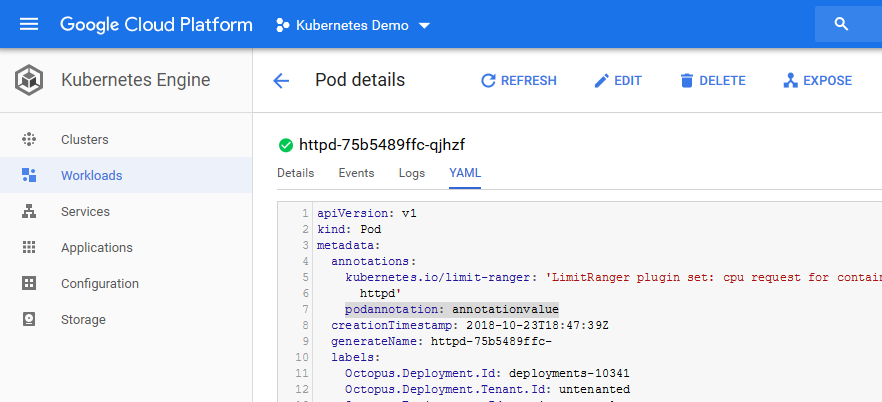 Google Cloud Platform Kubernetes Demo
Kubernetes Engine
Pod details REFRESH EDIT DELETE EXPOSE
Clusters
Workloads
Services
Applications
Configuration
Storage
httpd-75b5489ffc-qjhzf
Details Events Logs YAML
1 apiVersion: v1
2 kind: Pod
3 metadata:
4 annotations:
5 kubernetes.io/limit-ranger: 'LimitRanger plugin set: cpu request for contain
6 httpd'
7 podannotation: annotationvalue
8 creationTimestamp: 2018-10-23T18:47:39Z
9 generateName: httpd-75b5489ffc-
10 labels:
11 Octopus.Deployment.Id: deployments-10341
12 Octopus.Deployment.Tenant.Id: untenanted